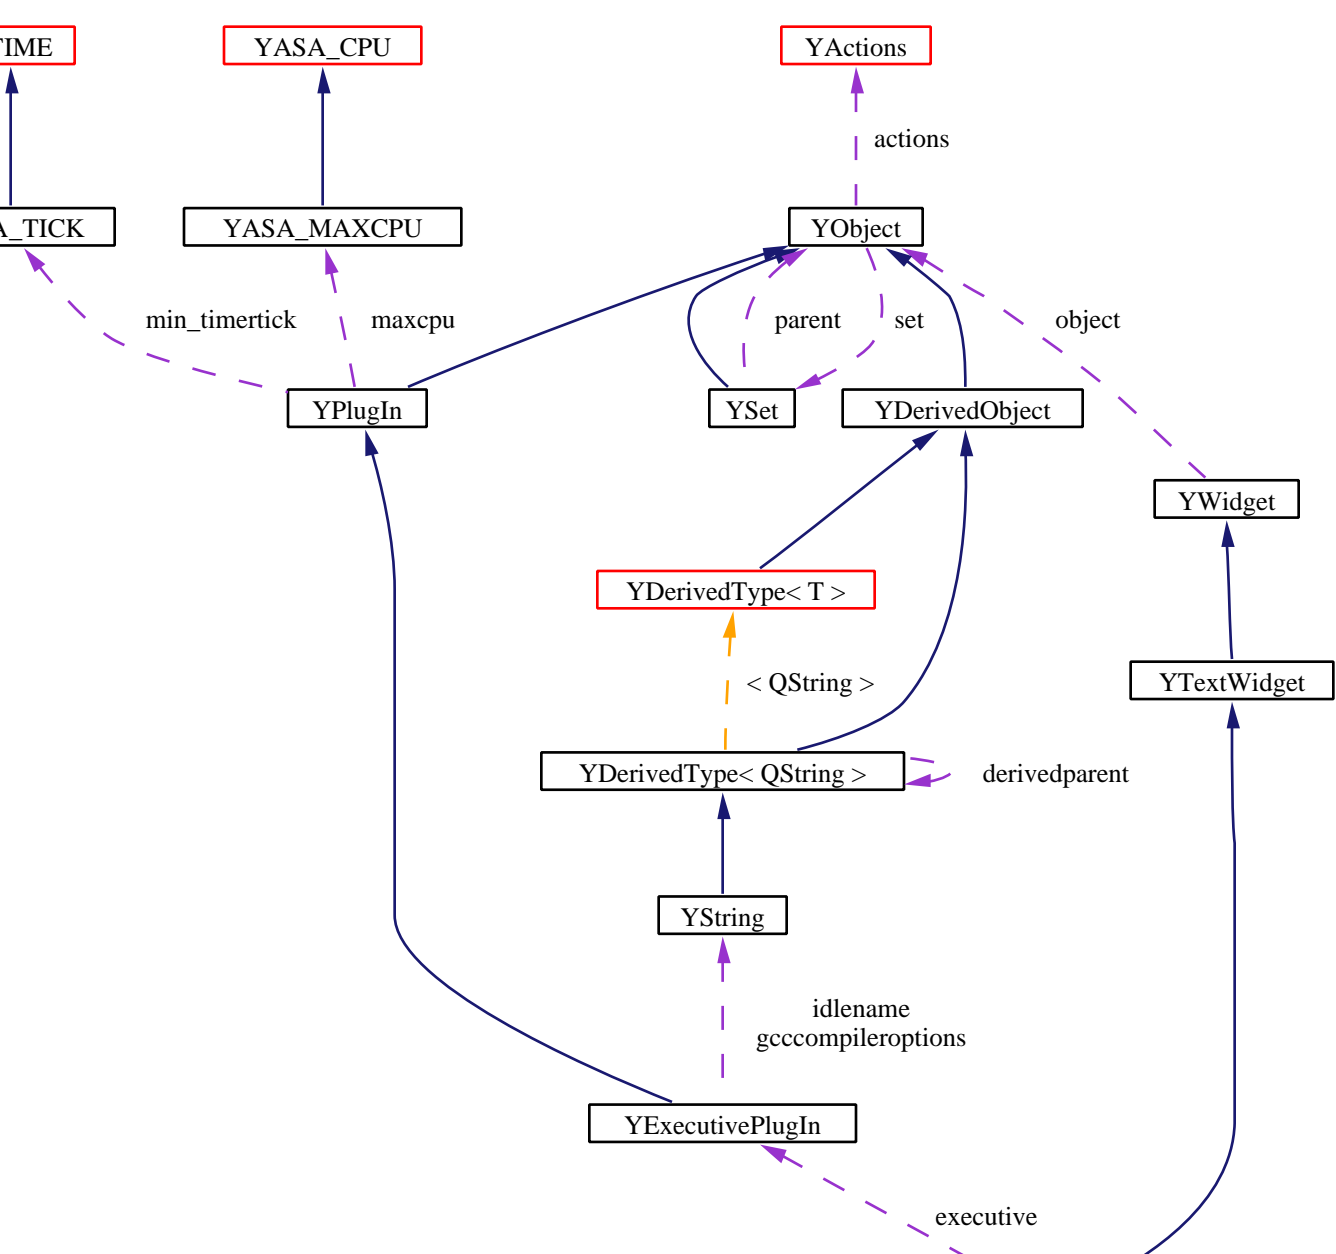 TIME
YASA_CPU
YActions
actions
A_TICK
YASA_MAXCPU
YObject
min_timertick
maxcpu
parent
set
object
YPlugIn
YSet
YDerivedObject
YWidget
YDerivedType< T >
< QString >
YTextWidget
YDerivedType< QString >
derivedparent
YString
idlename
gcccompileroptions
YExecutivePlugIn
executive